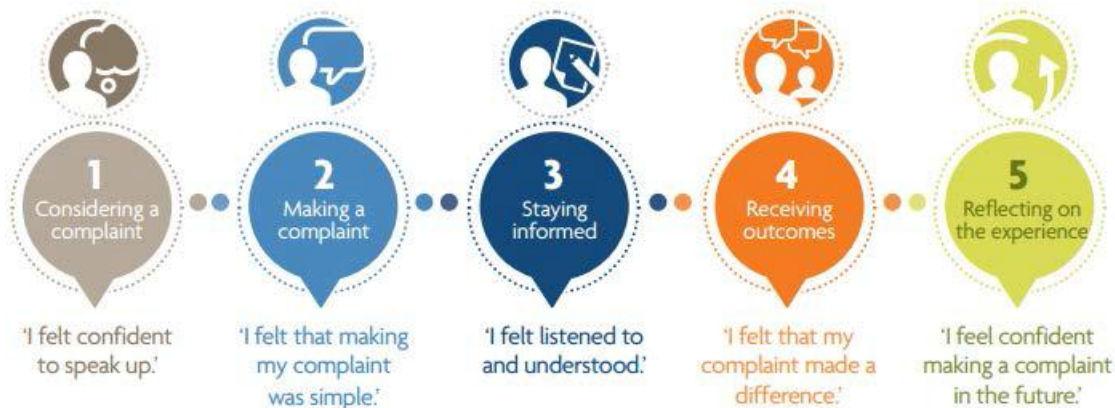 1
Considering a
complaint
2
Making a
complaint
3
Staying
informed
4
Receiving
outcomes
5
Reflecting on
the experience
'I felt confident
to speak up.'
'I felt that making
my complaint
was simple.'
'I felt listened to
and understood.'
'I felt that my
complaint made a
difference.'
'I feel confident
making a complaint
in the future.'